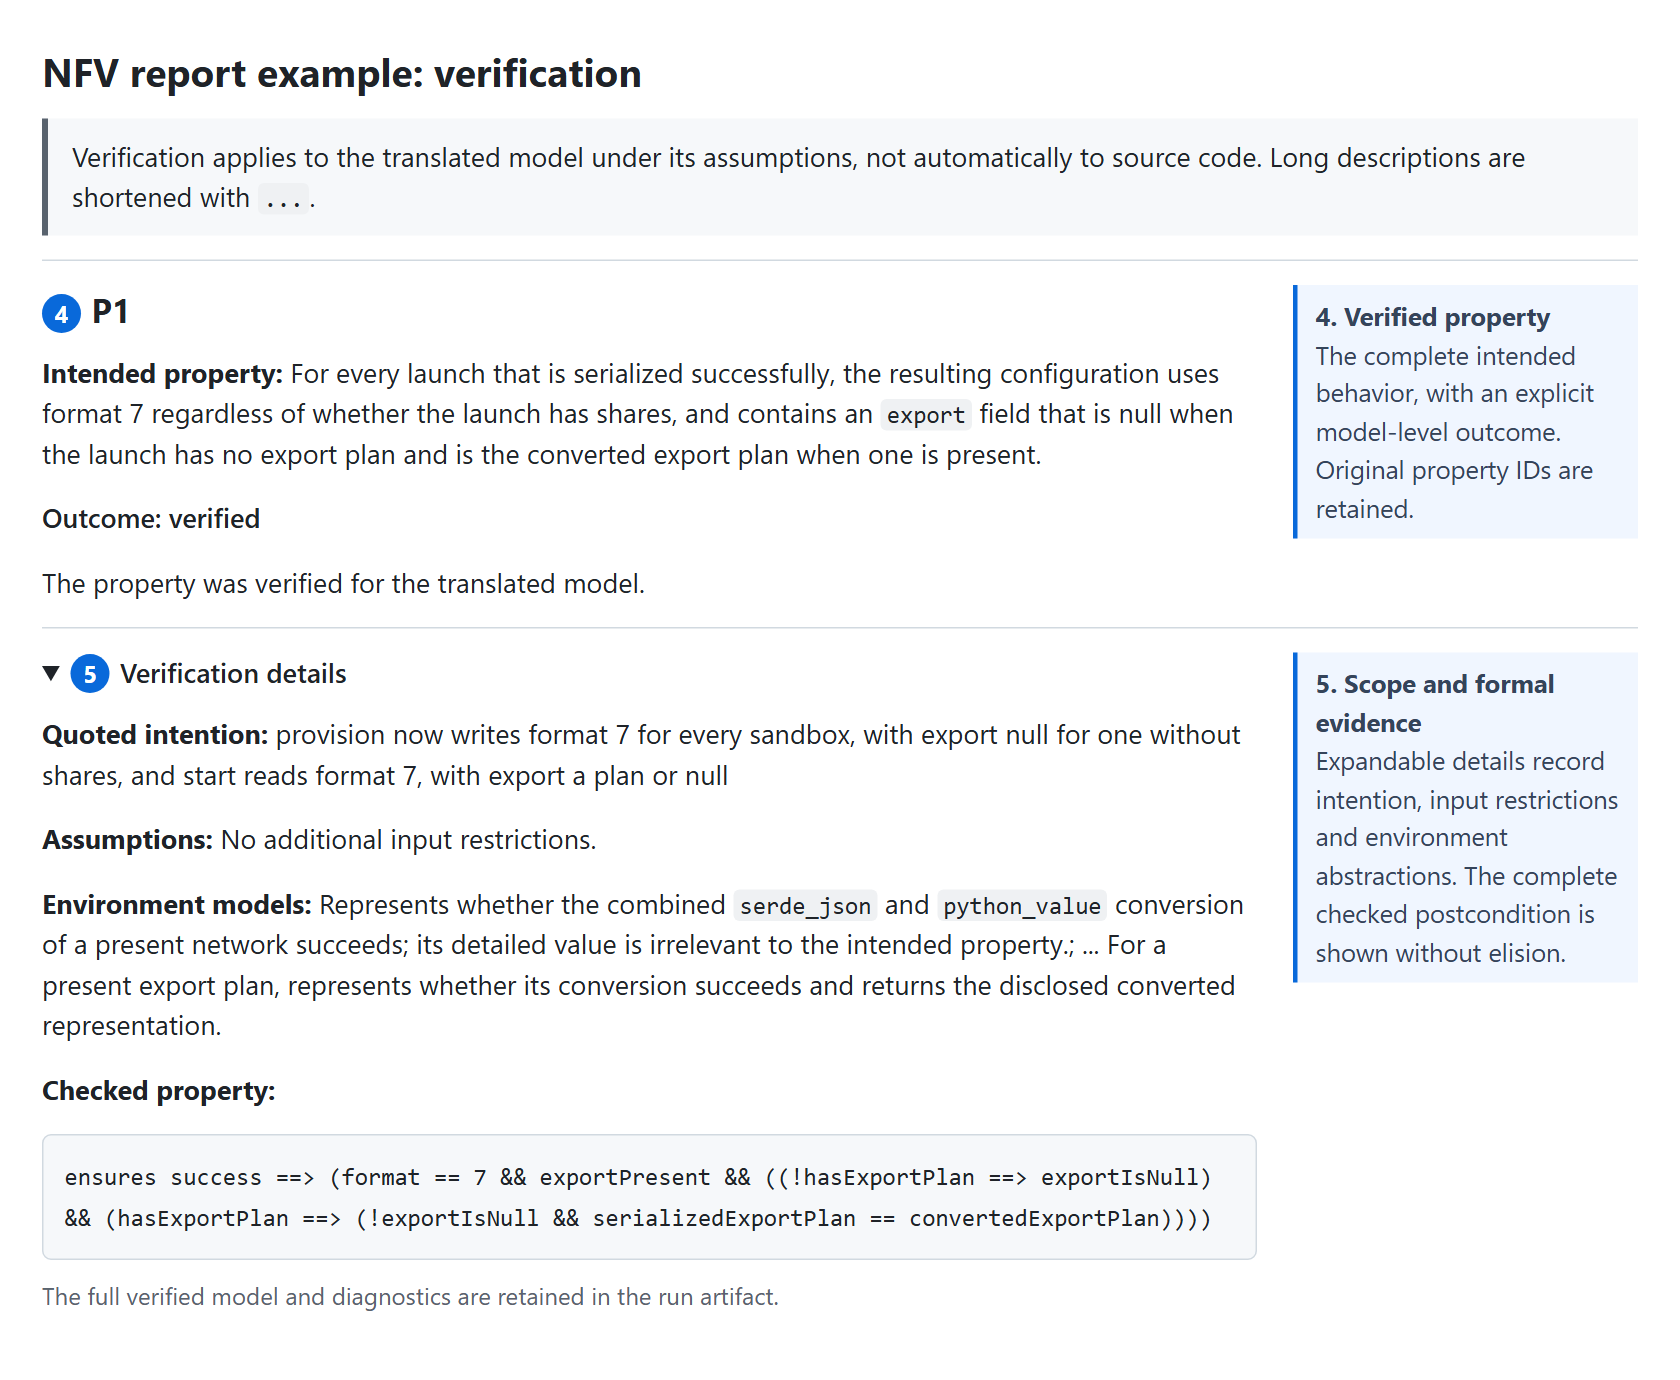 NFV report example: verification
Verification applies to the translated model under its assumptions, not automatically to source code. Long descriptions are
shortened with ... .
4 P1
Intended property: For every launch that is serialized successfully, the resulting configuration uses
format 7 regardless of whether the launch has shares, and contains an export field that is null when
the launch has no export plan and is the converted export plan when one is present.
Outcome: verified
The property was verified for the translated model.
4. Verified property
The complete intended
behavior, with an explicit
model-level outcome.
Original property IDs are
retained.
▼ 5 Verification details
Quoted intention: provision now writes format 7 for every sandbox, with export null for one without
shares, and start reads format 7, with export a plan or null
Assumptions: No additional input restrictions.
Environment models: Represents whether the combined serde_json and python_value conversion
of a present network succeeds; its detailed value is irrelevant to the intended property.; ... For a
present export plan, represents whether its conversion succeeds and returns the disclosed converted
representation.
Checked property:
ensures success ==> (format == 7 && exportPresent && ((!hasExportPlan ==> exportIsNull)
&& (hasExportPlan ==> (!exportIsNull && serializedExportPlan == convertedExportPlan))))
The full verified model and diagnostics are retained in the run artifact.
5. Scope and formal
evidence
Expandable details record
intention, input restrictions
and environment
abstractions. The complete
checked postcondition is
shown without elision.